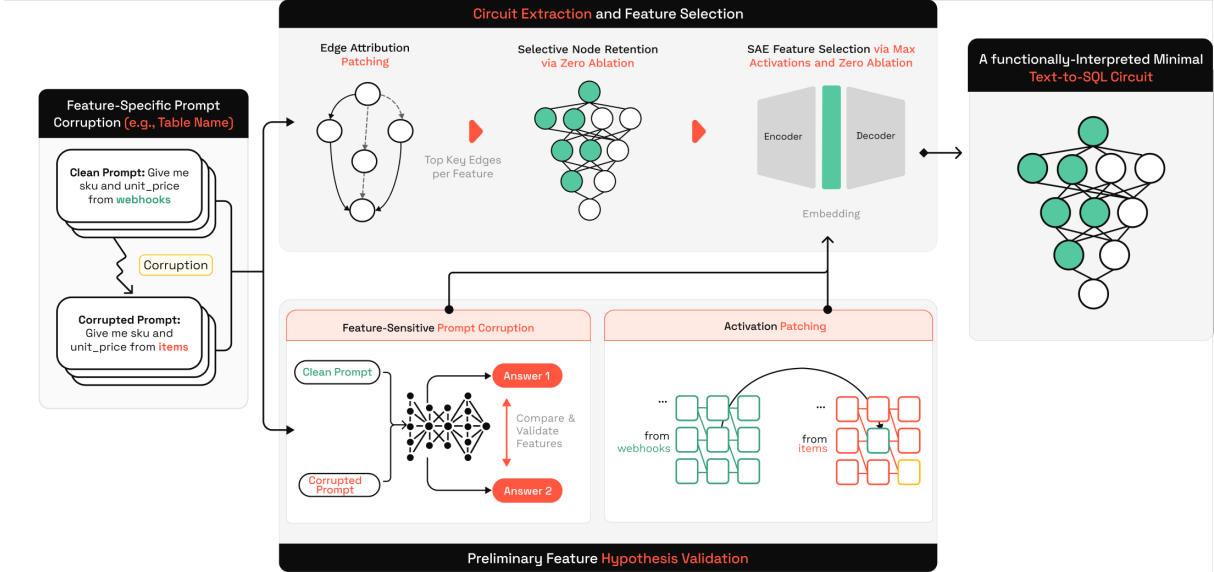 Circuit Extraction and Feature Selection
Feature-Specific Prompt
Corruption (e.g., Table Name)
Clean Prompt: Give me
sku and unit_price
from webhooks
Corruption
Corrupted Prompt:
Give me sku and
unit_price from items
Edge Attribution
Patching
Top Key Edges
per Feature
Selective Node Retention
via Zero Ablation
SAE Feature Selection via Max
Activations and Zero Ablation
Encoder
Decoder
Embedding
A functionally-Interpreted Minimal
Text-to-SQL Circuit
Feature-Sensitive Prompt Corruption
Clean Prompt
Corrupted
Prompt
Answer 1
Compare &
Validate
Features
Answer 2
Activation Patching
...
from
webhooks
...
from
items
Preliminary Feature Hypothesis Validation